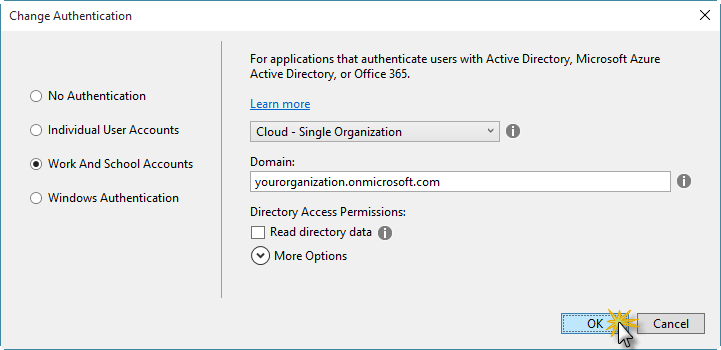 Change Authentication
No Authentication
Individual User Accounts
Work And School Accounts
Windows Authentication
For applications that authenticate users with Active Directory, Microsoft Azure
Active Directory, or Office 365.
Learn more
Cloud - Single Organization
Domain:
yourorganization.onmicrosoft.com
Directory Access Permissions:
Read directory data
More Options
OK
Cancel